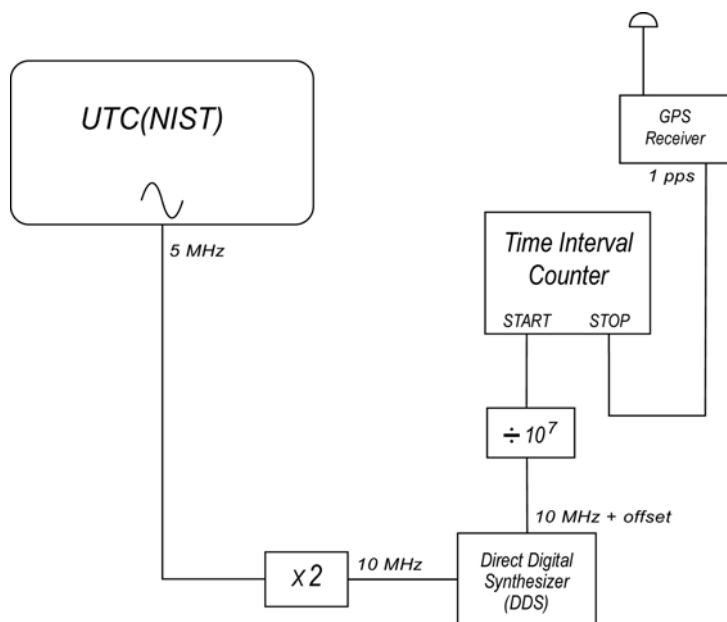 UTC(NIST)
5 MHz
GPS
Receiver
1 pps
Time Interval
Counter
START STOP
÷ 10⁷
10 MHz + offset
X 2
10 MHz
Direct Digital
Synthesizer
(DDS)